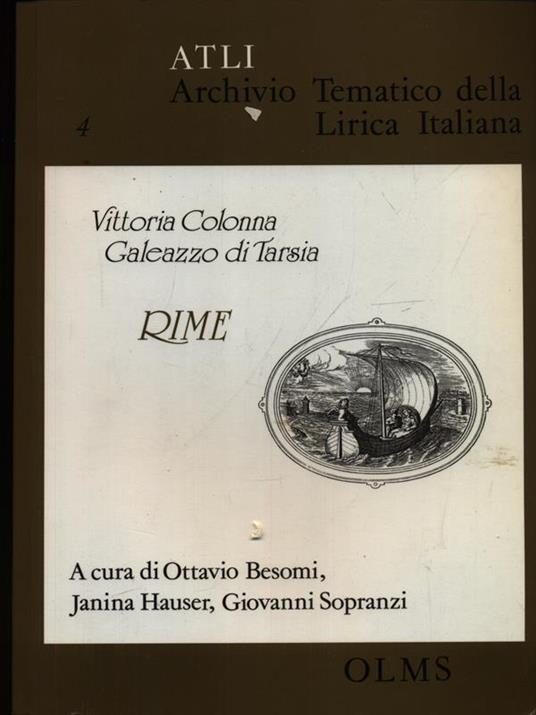 ATLI
Archivio Tematico della
4
Lirica Italiana
Vittoria Colonna
Galeazzo di Tarsia
RIME
A cura di Ottavio Besomi,
Janina Hauser, Giovanni Sopranzi
OLMS